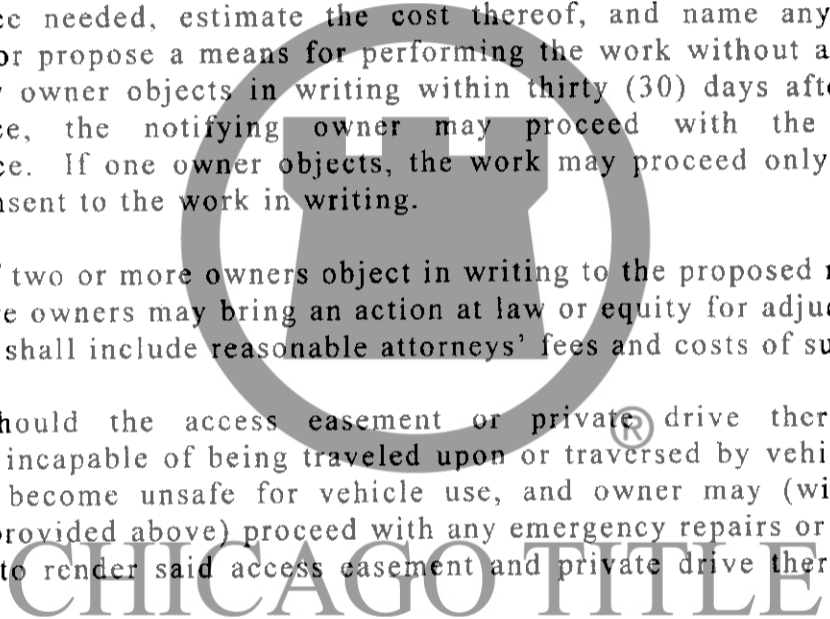 needed, estimate the cost thereof, and name any
or propose a means for performing the work without a
owner objects in writing within thirty (30) days aft
ce, the notifying owner may proceed with the
ce. If one owner objects, the work may proceed only
nsent to the work in writing.
two or more owners object in writing to the proposed
e owners may bring an action at law or equity for adju
shall include reasonable attorneys' fees and costs of su
hould the access easement or private drive ther
incapable of being traveled upon or traversed by vehi
become unsafe for vehicle use, and owner may (wi
provided above) proceed with any emergency repairs or
to render said access easement and private drive ther
®
CHICAGO TITLE